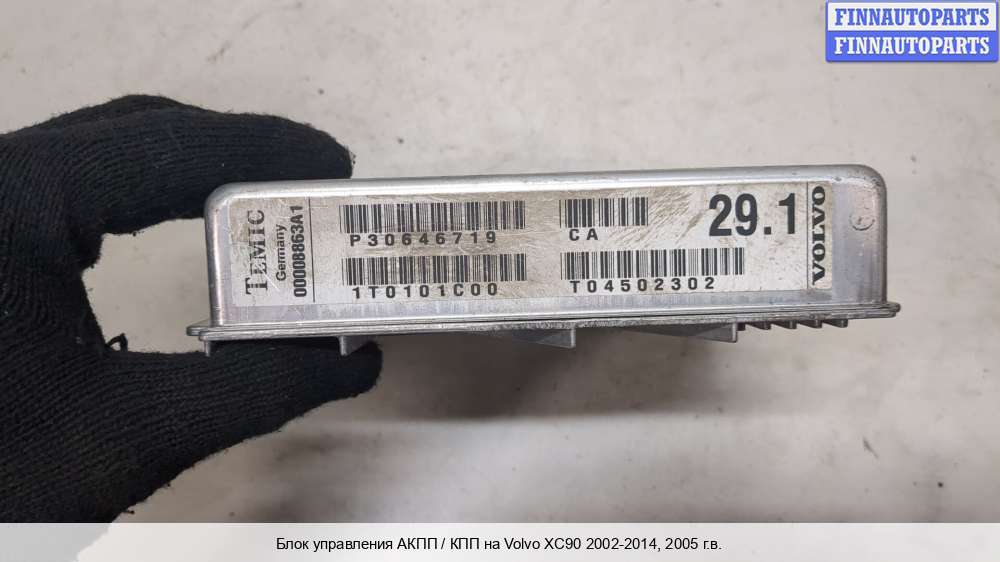 FINNAUTOPARTS
FINNAUTOPARTS
TEMIC
Germany
00008863A1
P30646719
CA
29.1
VOLVO
1T0101C00
T04502302
Блок управления АКПП / КПП на Volvo XC90 2002-2014, 2005 г.в.